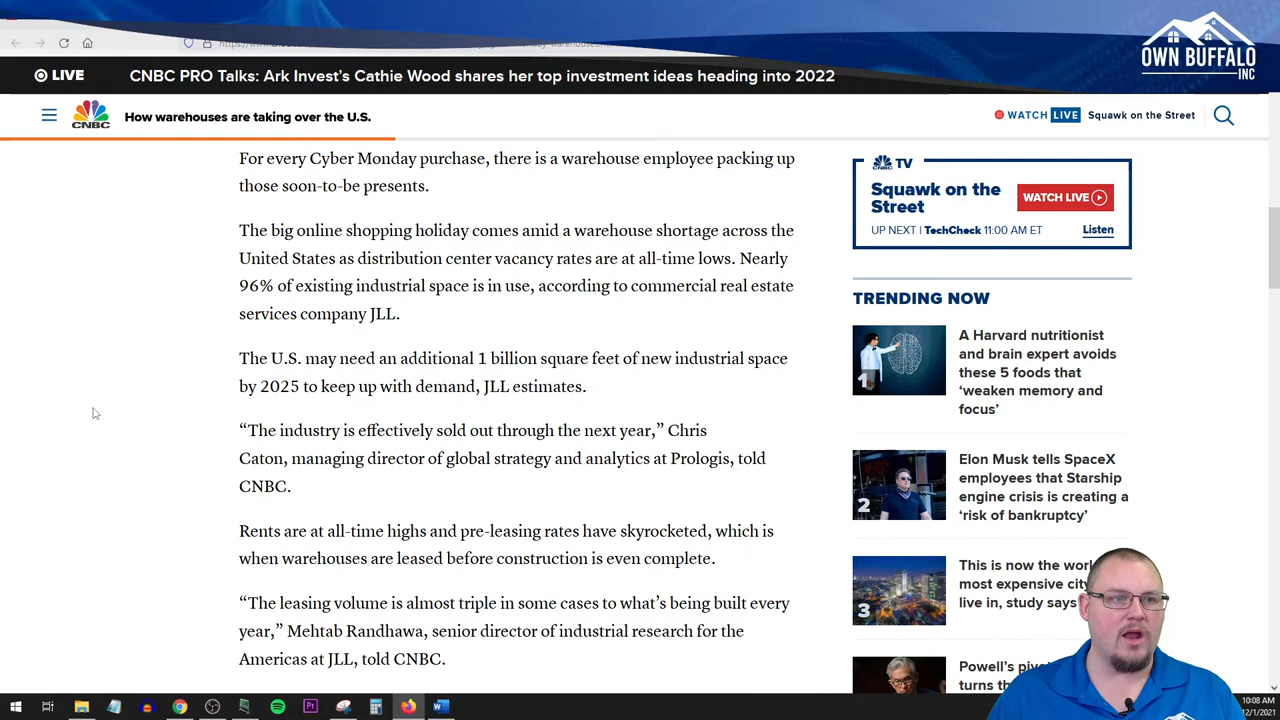 OWN BUFFALO
INC
LIVE
CNBC PRO Talks: Ark Invest's Cathie Wood shares her top investment ideas heading into 2022
CNBC
How warehouses are taking over the U.S.
WATCH LIVE
Squawk on the Street
For every Cyber Monday purchase, there is a warehouse employee packing up
those soon-to-be presents.
The big online shopping holiday comes amid a warehouse shortage across the
United States as distribution center vacancy rates are at all-time lows. Nearly
96% of existing industrial space is in use, according to commercial real estate
services company JLL.
The U.S. may need an additional 1 billion square feet of new industrial space
by 2025 to keep up with demand, JLL estimates.
“The industry is effectively sold out through the next year,” Chris
Caton, managing director of global strategy and analytics at Prologis, told
CNBC.
Rents are at all-time highs and pre-leasing rates have skyrocketed, which is
when warehouses are leased before construction is even complete.
“The leasing volume is almost triple in some cases to what’s being built every
year,” Mehtab Randhawa, senior director of industrial research for the
Americas at JLL, told CNBC.
TV
Squawk on the
Street
WATCH LIVE
UP NEXT | TechCheck 11:00 AM ET
Listen
TRENDING NOW
1
A Harvard nutritionist
and brain expert avoids
these 5 foods that
‘weaken memory and
focus’
2
Elon Musk tells SpaceX
employees that Starship
engine crisis is creating a
‘risk of bankruptcy’
3
This is now the
most expensive
live in, study says
Powell's
turns
10:08 AM
12/1/2021